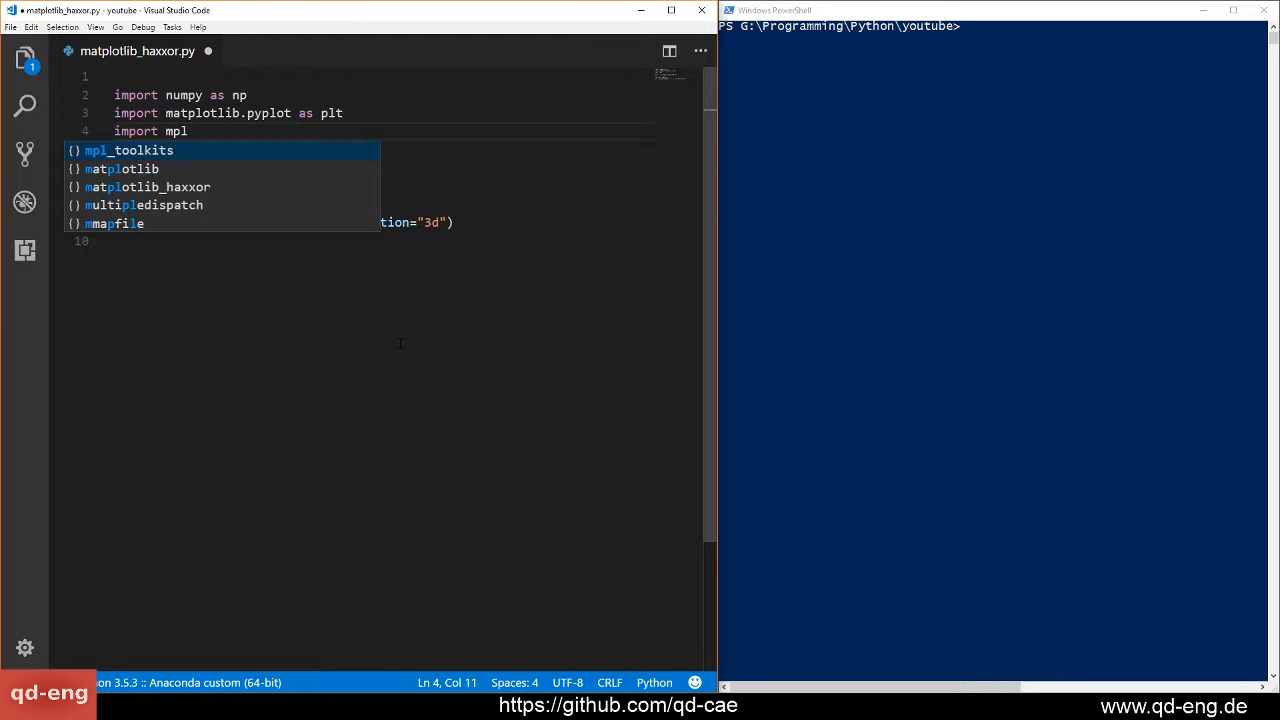 matplotlib_haxxor.py - youtube - Visual Studio Code
File Edit Selection View Go Debug Tasks Help
matplotlib_haxxor.py
1
1
2 import numpy as np
3 import matplotlib.pyplot as plt
4 import mpl
{} mpl_toolkits
{} matplotlib
{} matplotlib_haxxor
{} multipledispatch
{} mmapfile
tion="3d")
10
on 3.5.3 :: Anaconda custom (64-bit) Ln 4, Col 11 Spaces: 4 UTF-8 CRLF Python
Windows PowerShell
PS G:\Programming\Python\youtube>
qd-eng
https://github.com/qd-cae
www.qd-eng.de